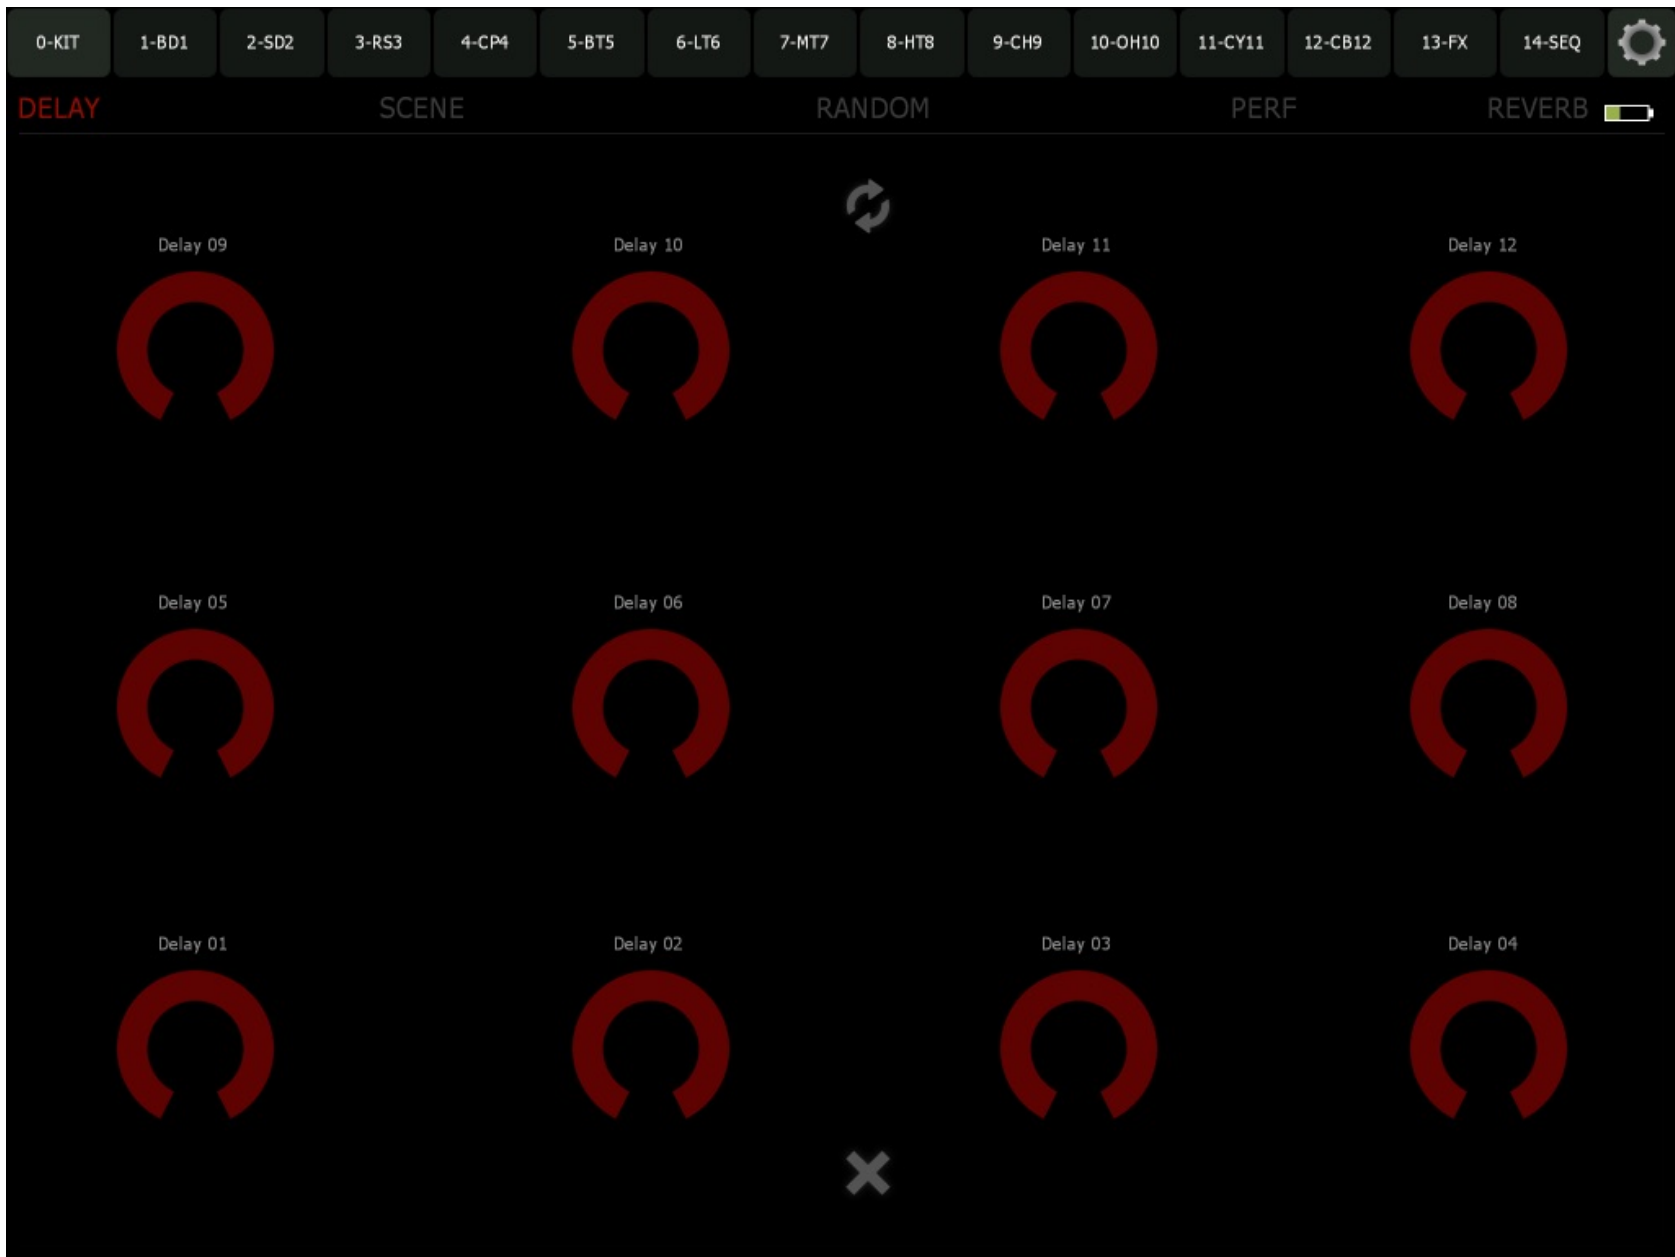 0-KIT 1-BD1 2-SD2 3-RS3 4-CP4 5-BT5 6-LT6 7-MT7 8-HT8 9-CH9 10-OH10 11-CY11 12-CB12 13-FX 14-SEQ
DELAY SCENE RANDOM PERF REVERB
Delay 09 Delay 10 Delay 11 Delay 12
Delay 05 Delay 06 Delay 07 Delay 08
Delay 01 Delay 02 Delay 03 Delay 04